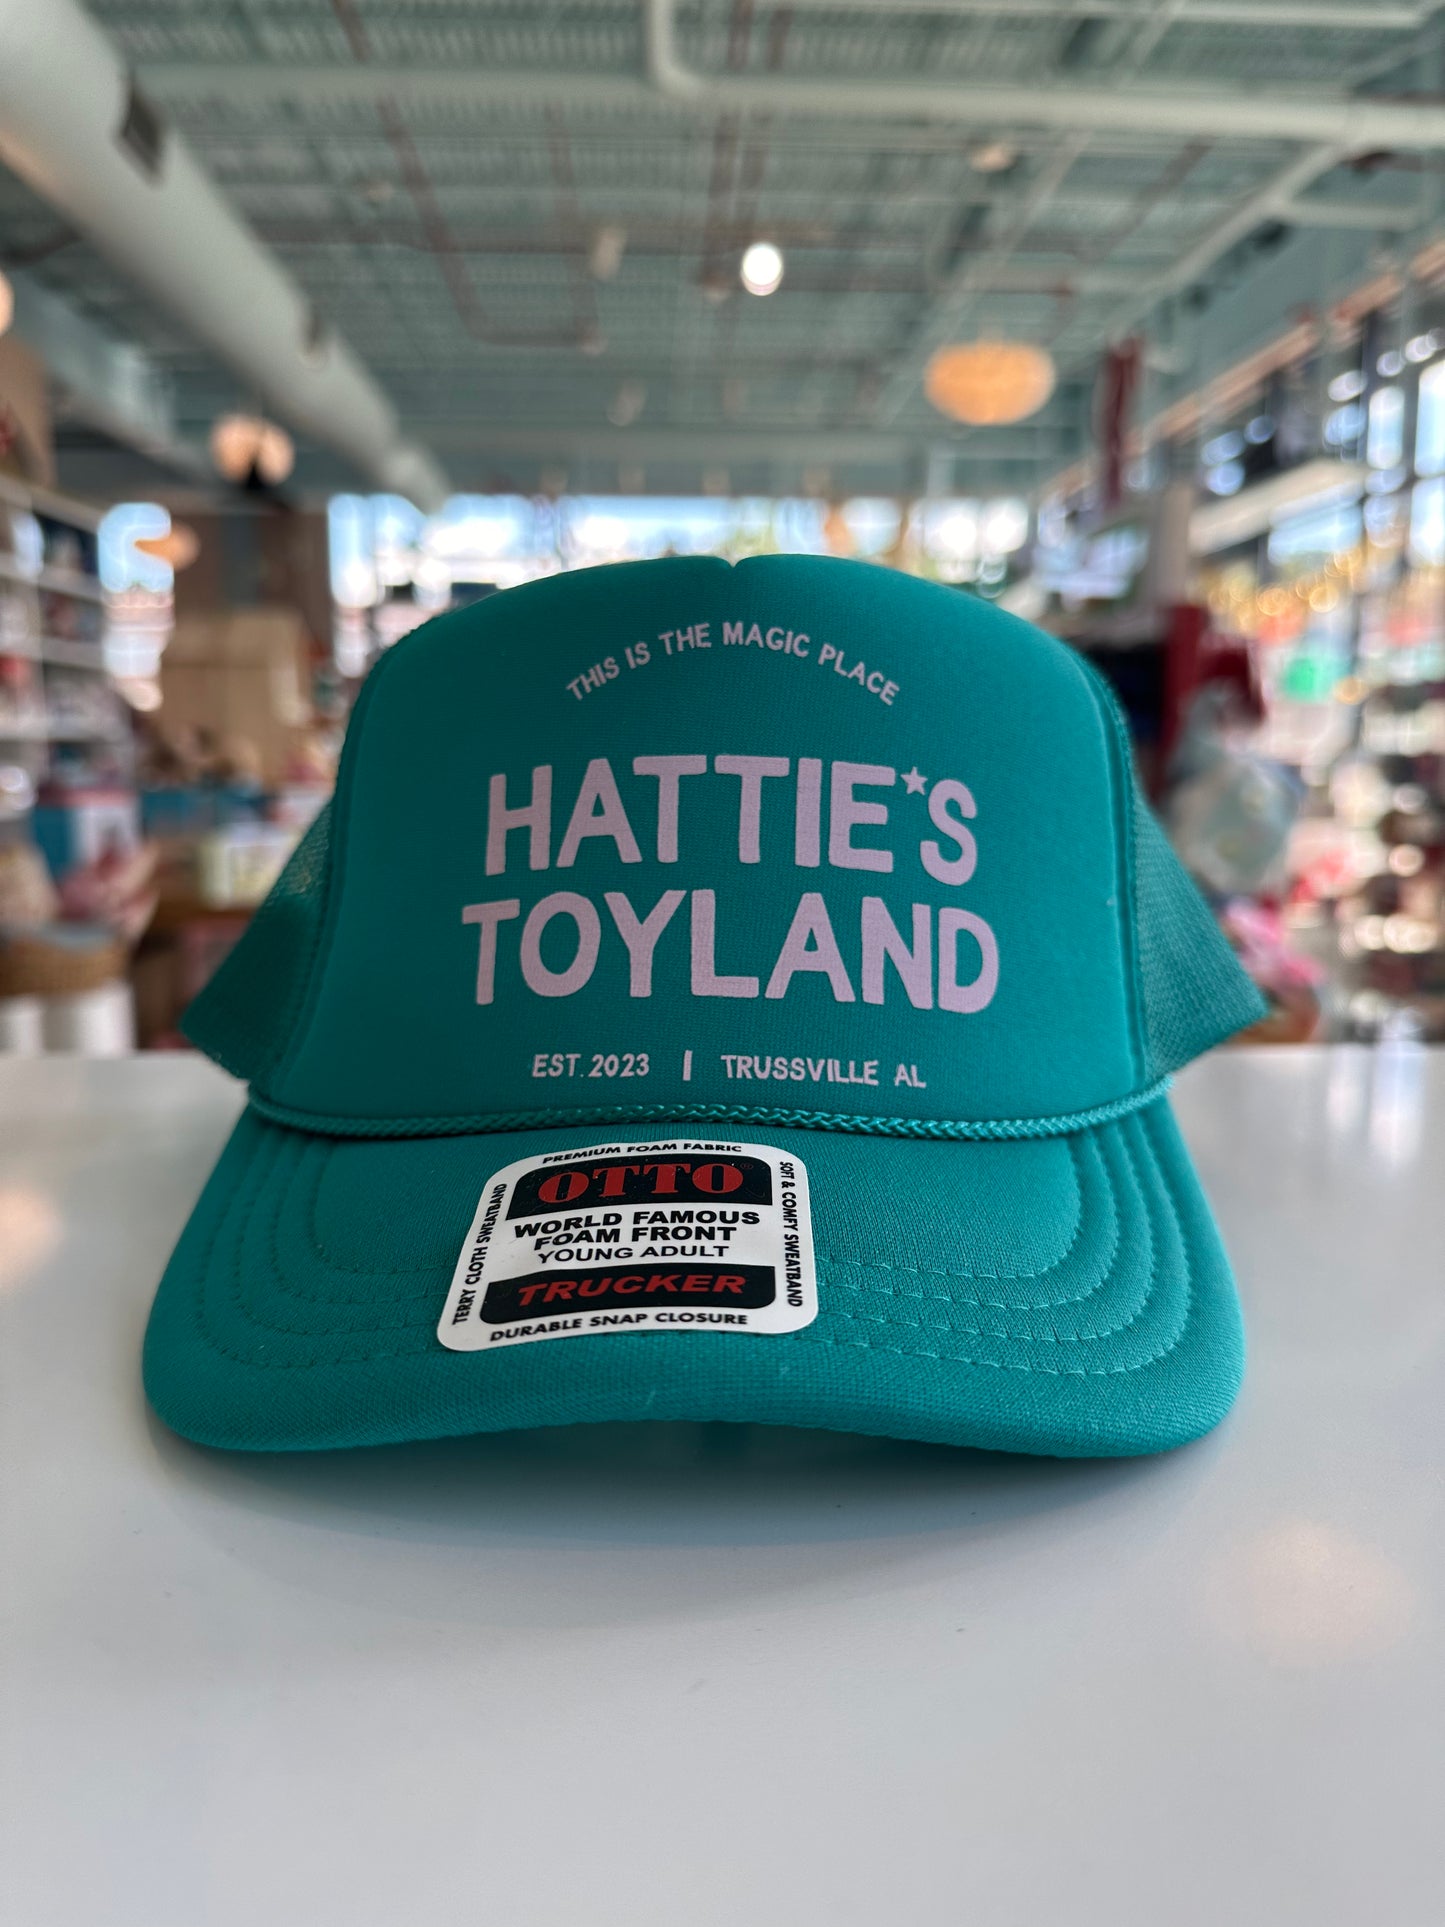 THIS IS THE MAGIC PLACE
HATTIE★S
TOYLAND
EST. 2023 | TRUSSVILLE AL
PREMIUM FOAM FABRIC
OTTO®
WORLD FAMOUS
FOAM FRONT
YOUNG ADULT
TRUCKER
DURABLE SNAP CLOSURE
TERRY CLOTH SWEATBAND
SOFT & COMFY SWEATBAND